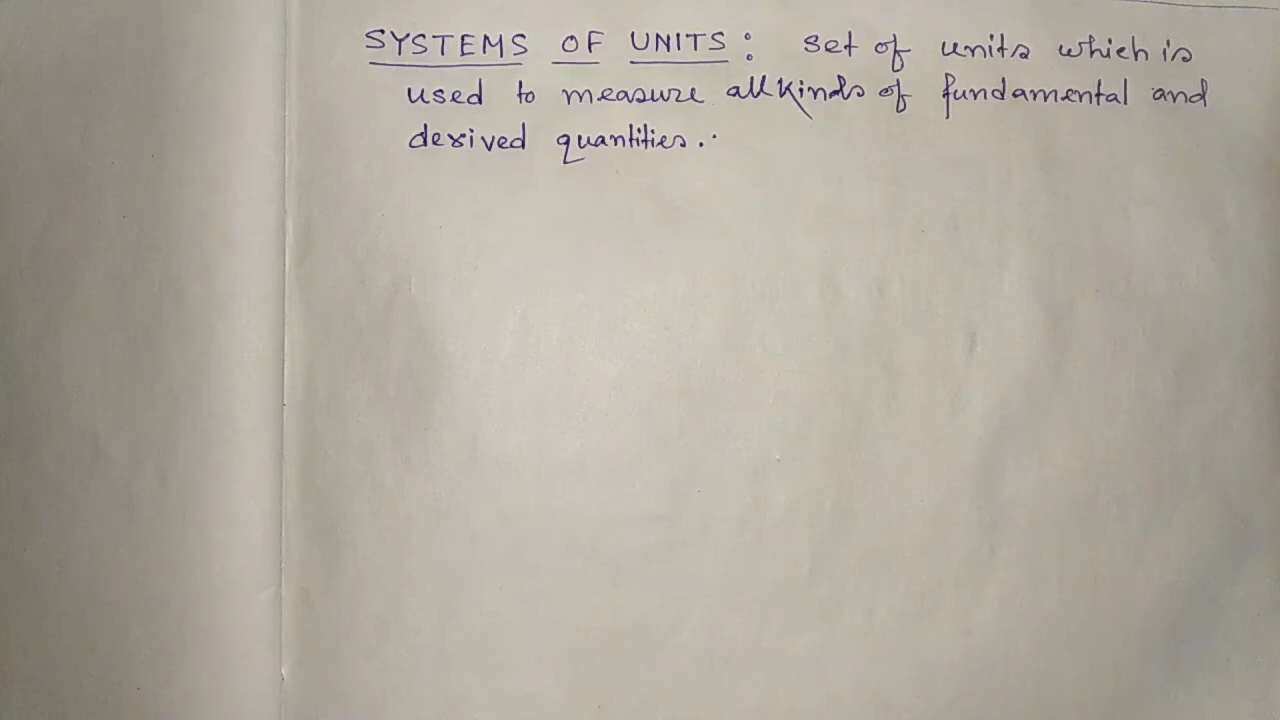 SYSTEMS OF UNITS : set of units which is
used to measure all kinds of fundamental and
derived quantities.